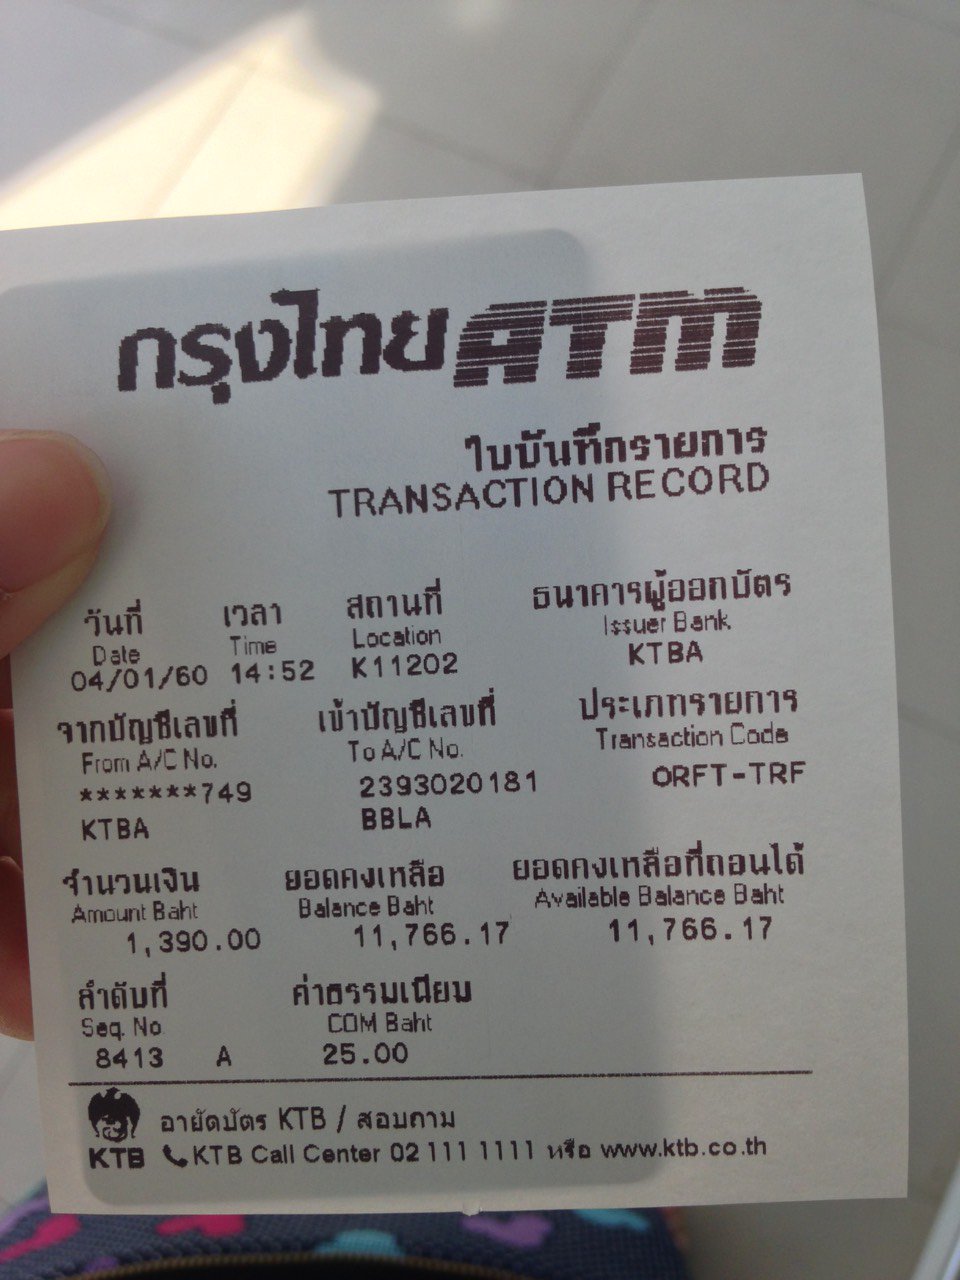 กรุงไทย ATM
ใบบันทึกรายการ
TRANSACTION RECORD
วันที่ เวลา สถานที่ ธนาคารผู้ออกบัตร
Date Time Location Issuer Bank
04/01/60 14:52 K11202 KTBA
จากบัญชีเลขที่ เข้าบัญชีเลขที่ ประเภทรายการ
From A/C No. To A/C No. Transaction Code
*******749 2393020181 ORFT-TRF
KTBA BBLA
จำนวนเงิน ยอดคงเหลือ ยอดคงเหลือที่ถอนได้
Amount Baht Balance Baht Available Balance Baht
1,390.00 11,766.17 11,766.17
ลำดับที่ ค่าธรรมเนียม
Seq. No COM Baht
8413 A 25.00
อายัดบัตร KTB / สอบถาม
KTB KTB Call Center 02 111 1111 หรือ www.ktb.co.th